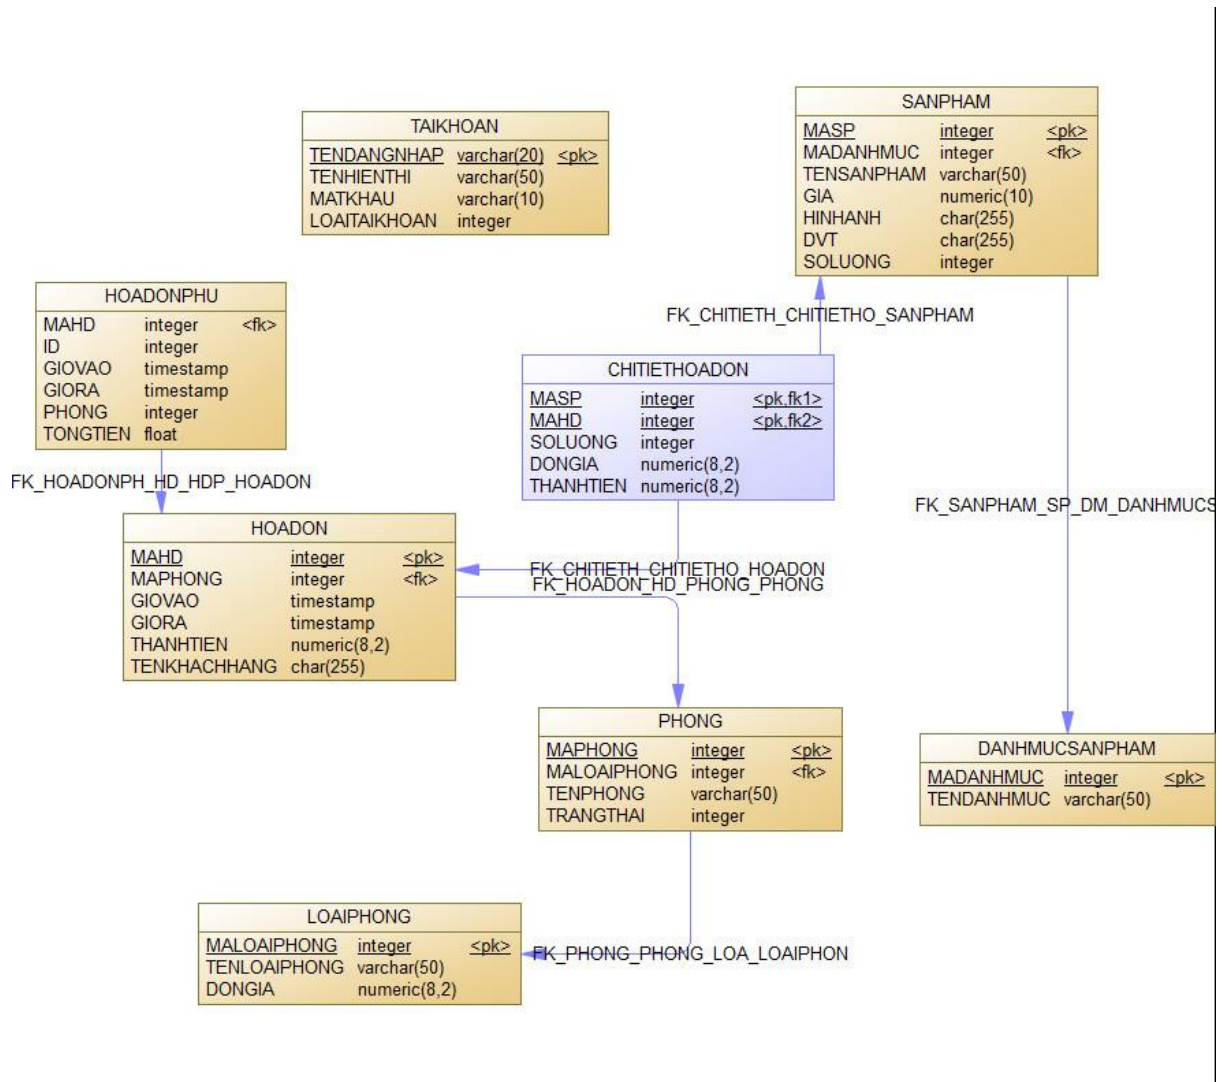 TAIKHOAN
TENDANGNHAP varchar(20) <pk>
TENHIENTHI varchar(50)
MATKHAU varchar(10)
LOAITAIKHOAN integer
SANPHAM
MASP integer <pk>
MADANHMUC integer <fk>
TENSANPHAM varchar(50)
GIA numeric(10)
HINHANH char(255)
DVT char(255)
SOLUONG integer
HOADONPHU
MAHD integer <fk>
ID integer
GIOVAO timestamp
GIORA timestamp
PHONG integer
TONGTIEN float
FK_CHITIETH_CHITIETHO_SANPHAM
CHITIETHOADON
MASP integer <pk,fk1>
MAHD integer <pk,fk2>
SOLUONG integer
DONGIA numeric(8,2)
THANHTIEN numeric(8,2)
FK_HOADONPH_HD_HDP_HOADON
FK_SANPHAM_SP_DM_DANHMUCS
HOADON
MAHD integer <pk>
MAPHONG integer <fk>
GIOVAO timestamp
GIORA timestamp
THANHTIEN numeric(8,2)
TENKHACHHANG char(255)
FK_CHITIETH_CHITIETHO_HOADON
FK_HOADON_HD_PHONG_PHONG
PHONG
MAPHONG integer <pk>
MALOAIPHONG integer <fk>
TENPHONG varchar(50)
TRANGTHAI integer
DANHMUCSANPHAM
MADANHMUC integer <pk>
TENDANHMUC varchar(50)
LOAIPHONG
MALOAIPHONG integer <pk>
TENLOAIPHONG varchar(50)
DONGIA numeric(8,2)
FK_PHONG_PHONG_LOA_LOAIPHON